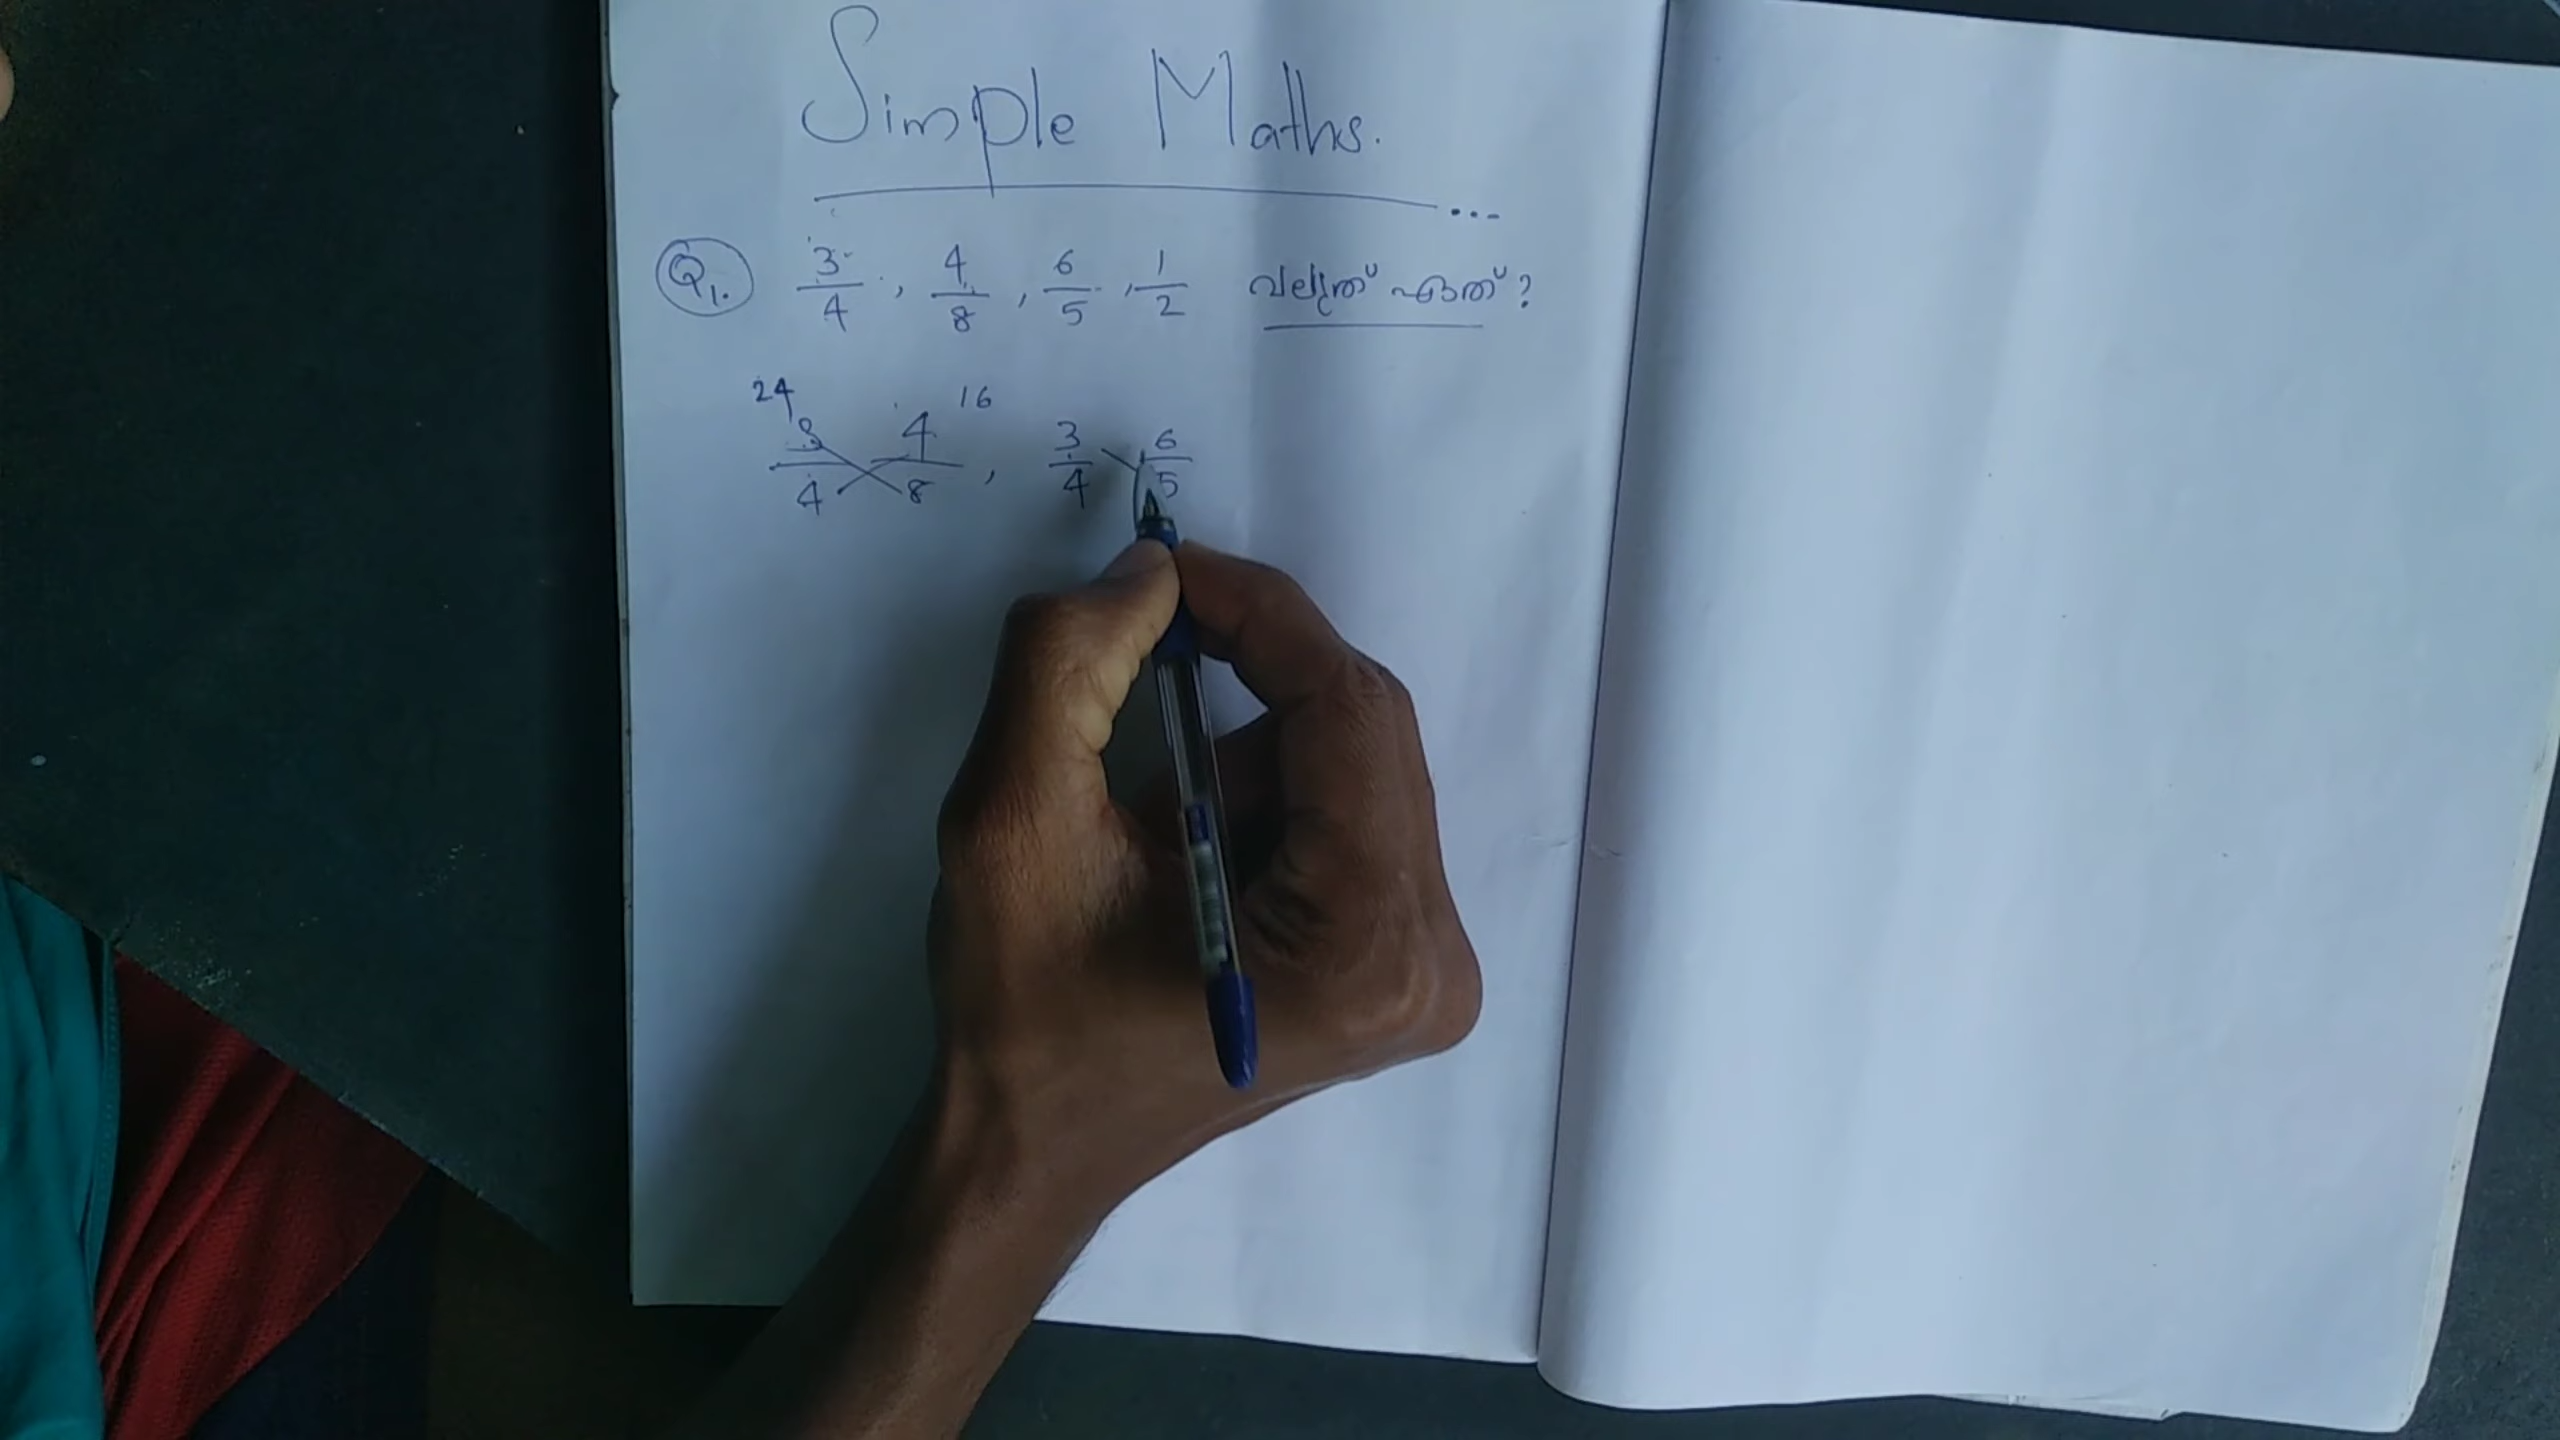 Simple Maths.
Q1. 3/4, 4/8, 6/5, 1/2 വലുത് ഏത്?
24 16
3/4 4/8, 3/4 6/5